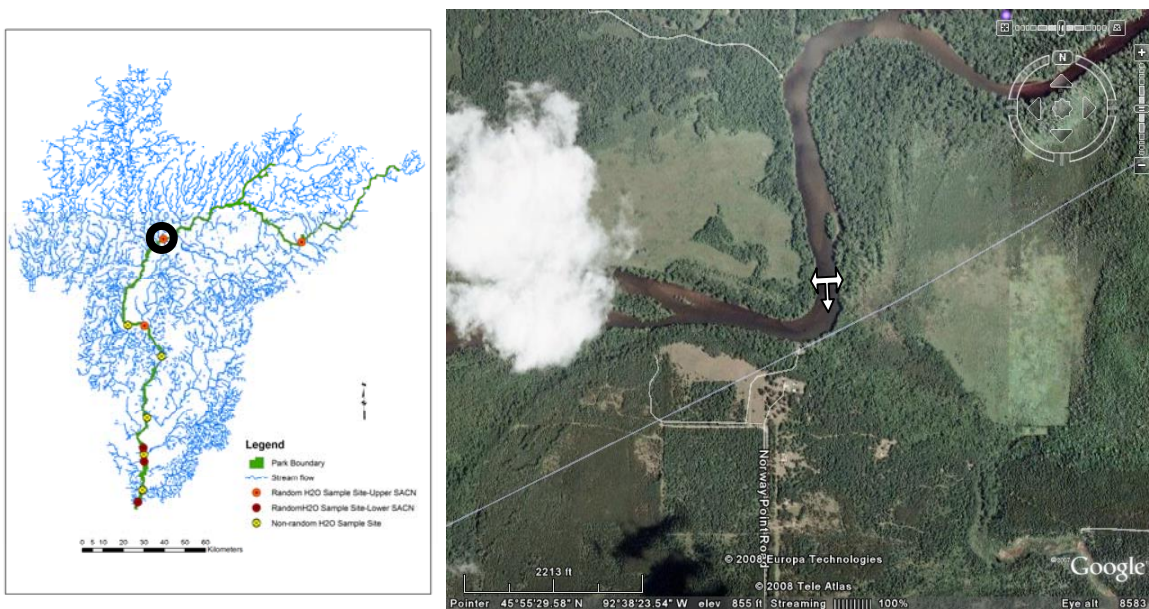 Legend
Park Boundary
Stream flow
Random H2O Sample Site-Upper SACN
RandomH2O Sample Site-Lower SACN
Non-random H2O Sample Site
0 5 10 20 30 40 50 60
Kilometers
N
Norway Point Road
© 2008 Europa Technologies
© 2008 Tele Atlas
Google
2213 ft
Pointer 45°55'29.58" N 92°38'23.54" W elev 855 ft Streaming 100% Eye alt 8583